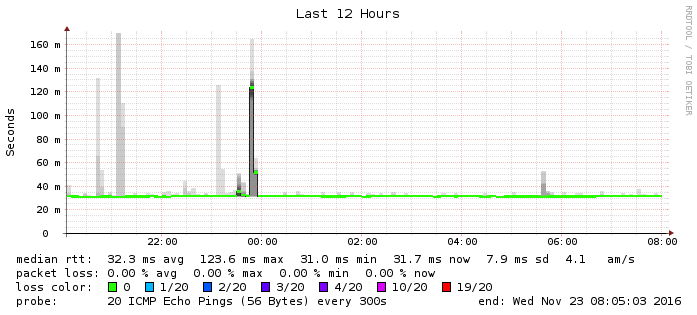 Last 12 Hours
RRDTOOL / TOBI OETIKER
Seconds
160 m
140 m
120 m
100 m
80 m
60 m
40 m
20 m
0
22:00 00:00 02:00 04:00 06:00 08:00
median rtt: 32.3 ms avg 123.6 ms max 31.0 ms min 31.7 ms now 7.9 ms sd 4.1 am/s
packet loss: 0.00 % avg 0.00 % max 0.00 % min 0.00 % now
loss color: 0 1/20 2/20 3/20 4/20 10/20 19/20
probe: 20 ICMP Echo Pings (56 Bytes) every 300s end: Wed Nov 23 08:05:03 2016